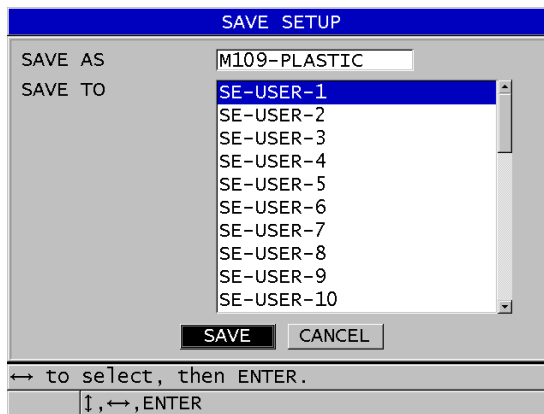 SAVE SETUP
SAVE AS M109-PLASTIC
SAVE TO SE-USER-1
SE-USER-2
SE-USER-3
SE-USER-4
SE-USER-5
SE-USER-6
SE-USER-7
SE-USER-8
SE-USER-9
SE-USER-10
SAVE CANCEL
↔ to select, then ENTER.
↕,↔,ENTER